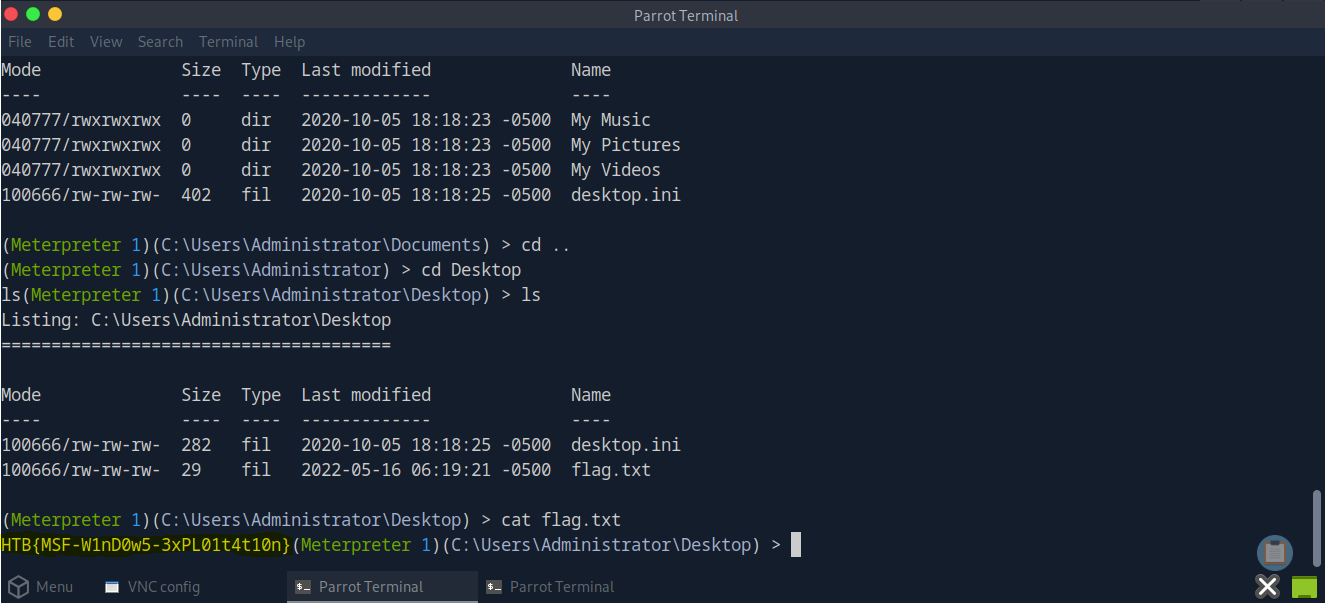 Parrot Terminal
File Edit View Search Terminal Help
Mode Size Type Last modified Name
---- ---- ---- ------------- ----
040777/rwxrwxrwx 0 dir 2020-10-05 18:18:23 -0500 My Music
040777/rwxrwxrwx 0 dir 2020-10-05 18:18:23 -0500 My Pictures
040777/rwxrwxrwx 0 dir 2020-10-05 18:18:23 -0500 My Videos
100666/rw-rw-rw- 402 fil 2020-10-05 18:18:25 -0500 desktop.ini
(Meterpreter 1)(C:\Users\Administrator\Documents) > cd ..
(Meterpreter 1)(C:\Users\Administrator) > cd Desktop
ls(Meterpreter 1)(C:\Users\Administrator\Desktop) > ls
Listing: C:\Users\Administrator\Desktop
=======================================
Mode Size Type Last modified Name
---- ---- ---- ------------- ----
100666/rw-rw-rw- 282 fil 2020-10-05 18:18:25 -0500 desktop.ini
100666/rw-rw-rw- 29 fil 2022-05-16 06:19:21 -0500 flag.txt
(Meterpreter 1)(C:\Users\Administrator\Desktop) > cat flag.txt
HTB{MSF-W1nD0w5-3xPL01t4t10n}(Meterpreter 1)(C:\Users\Administrator\Desktop) >
Menu VNC config Parrot Terminal Parrot Terminal